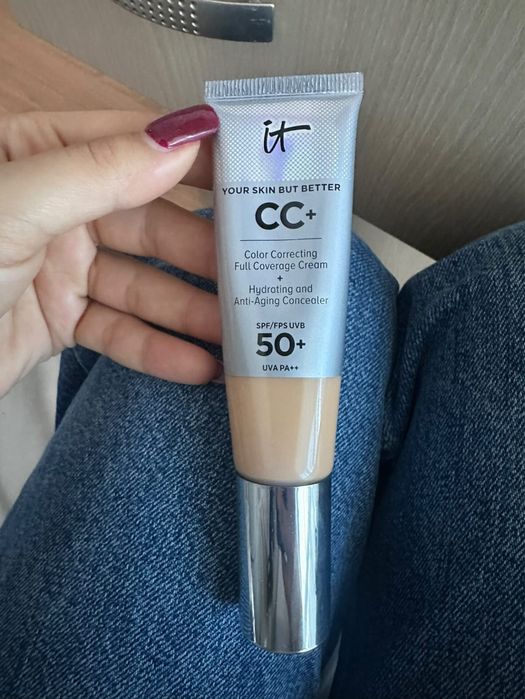 it
YOUR SKIN BUT BETTER
CC+
Color Correcting
Full Coverage Cream
+
Hydrating and
Anti-Aging Concealer
SPF/FPS UVB
50+
UVA PA++